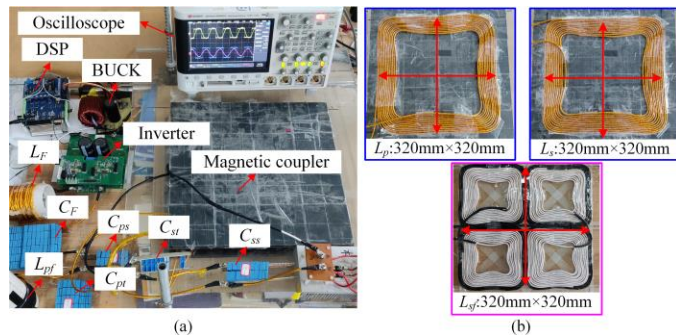 Oscilloscope
DSP
BUCK
Inverter
L_F
Magnetic coupler
C_F
C_ps
C_st
C_ss
L_pf
C_pt
(a)
L_p:320mm×320mm
L_s:320mm×320mm
L_sf:320mm×320mm
(b)